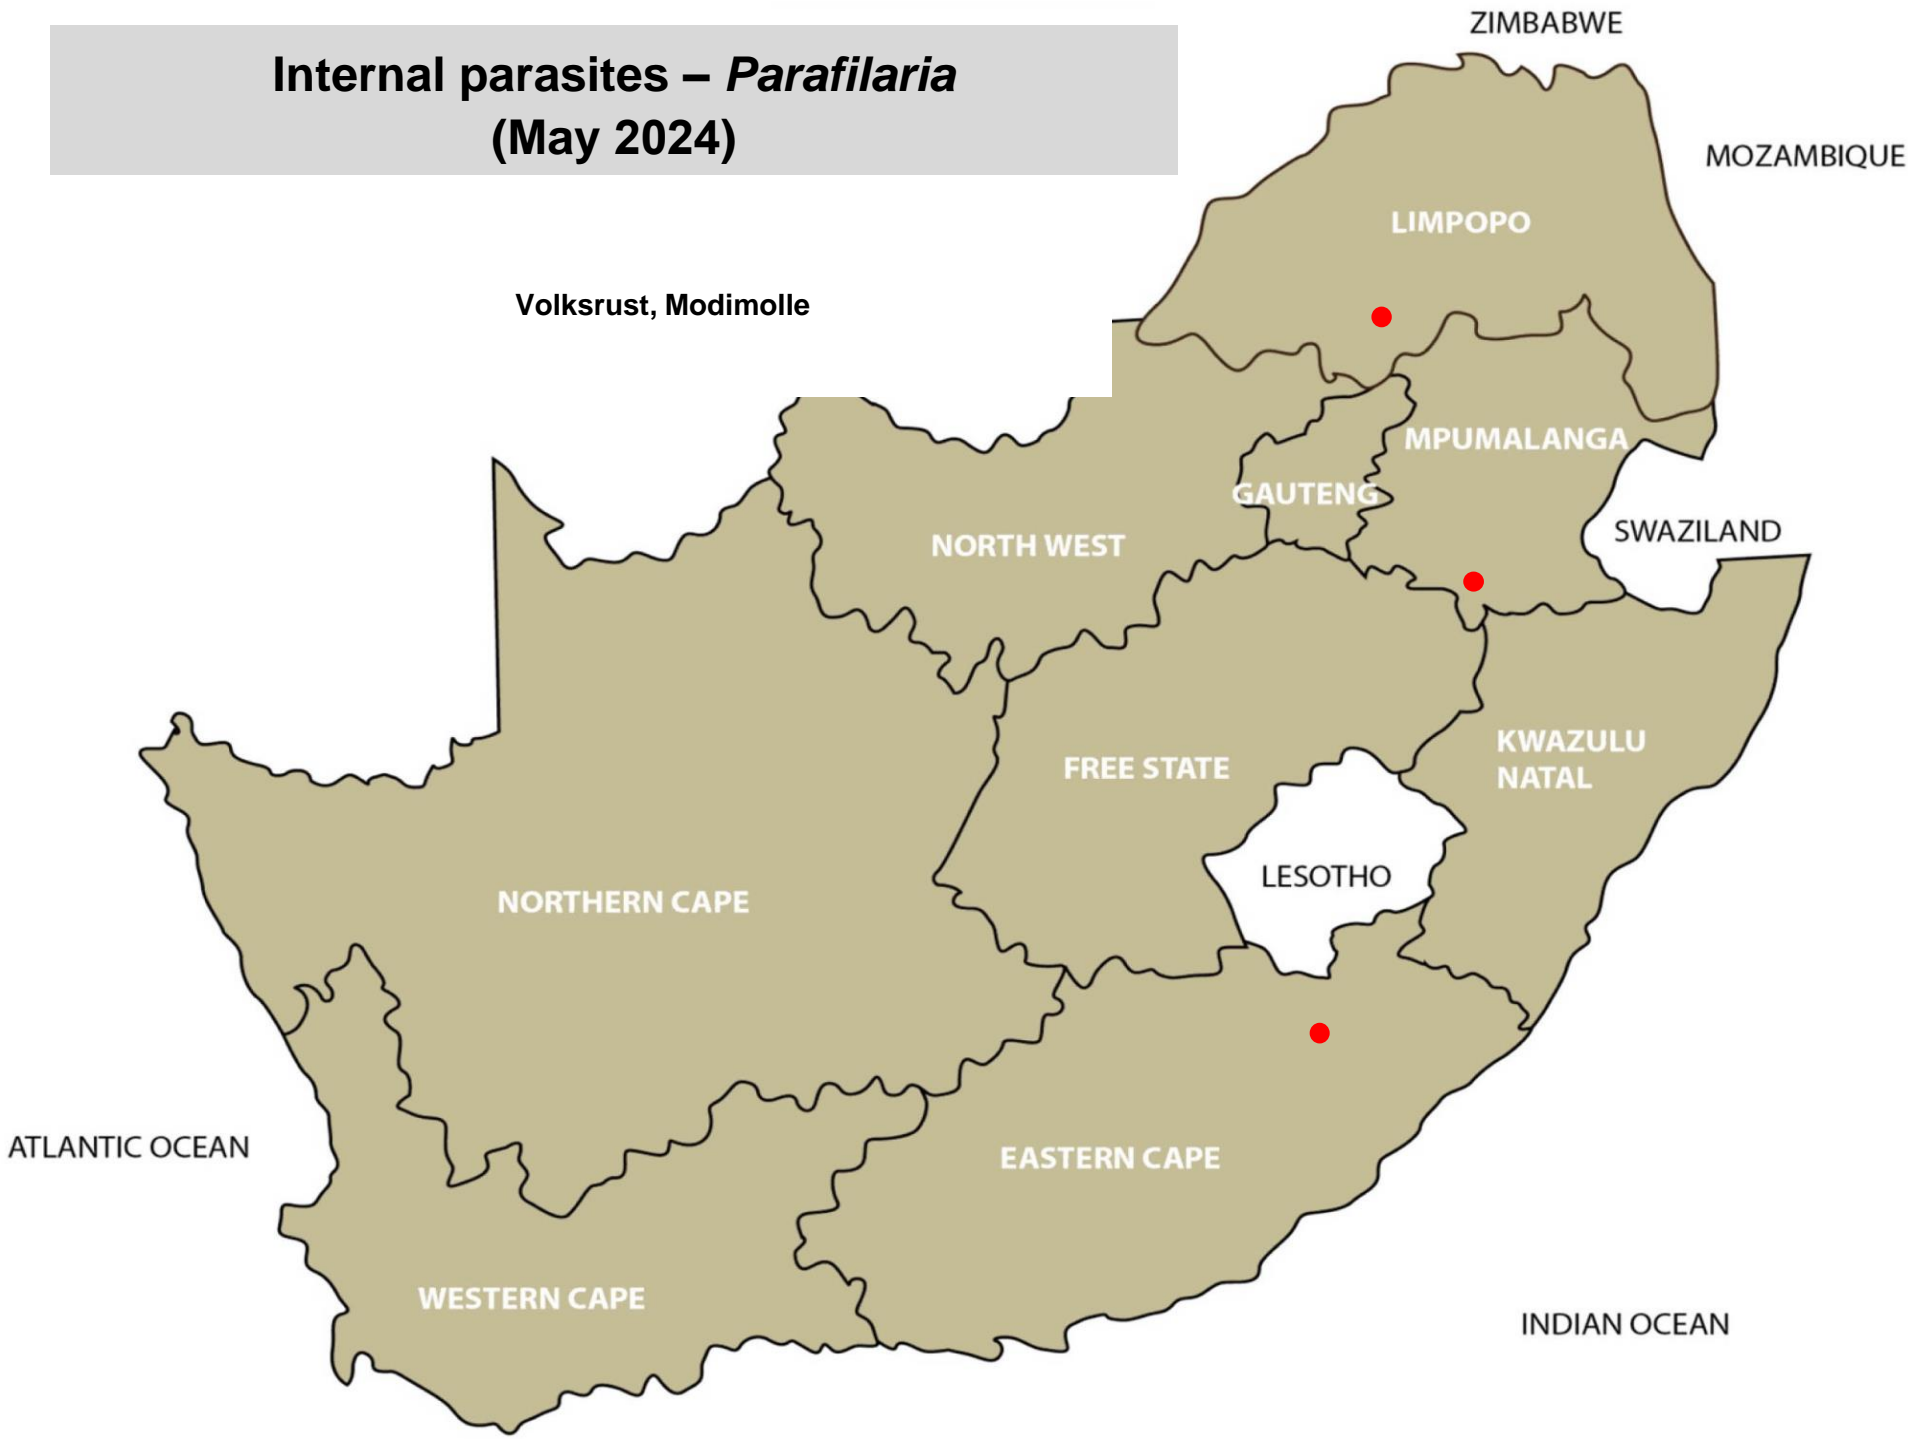 Internal parasites – Parafilaria
(May 2024)
ZIMBABWE
MOZAMBIQUE
LIMPOPO
Volksrust, Modimolle
MPUMALANGA
GAUTENG
SWAZILAND
NORTH WEST
KWAZULU
NATAL
FREE STATE
LESOTHO
NORTHERN CAPE
ATLANTIC OCEAN
EASTERN CAPE
WESTERN CAPE
INDIAN OCEAN